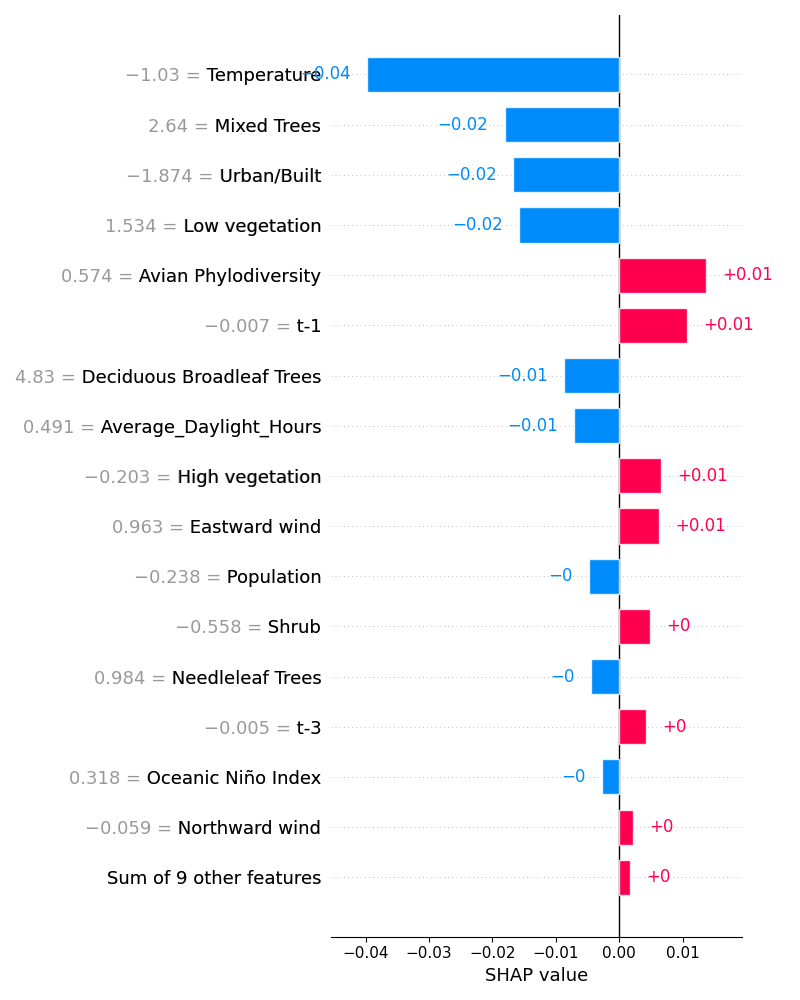 −1.03 = Temperature −0.04
2.64 = Mixed Trees −0.02
−1.874 = Urban/Built −0.02
1.534 = Low vegetation −0.02
0.574 = Avian Phylodiversity +0.01
−0.007 = t-1 +0.01
4.83 = Deciduous Broadleaf Trees −0.01
0.491 = Average_Daylight_Hours −0.01
−0.203 = High vegetation +0.01
0.963 = Eastward wind +0.01
−0.238 = Population −0
−0.558 = Shrub +0
0.984 = Needleleaf Trees −0
−0.005 = t-3 +0
0.318 = Oceanic Niño Index −0
−0.059 = Northward wind +0
Sum of 9 other features +0
−0.04 −0.03 −0.02 −0.01 0.00 0.01
SHAP value